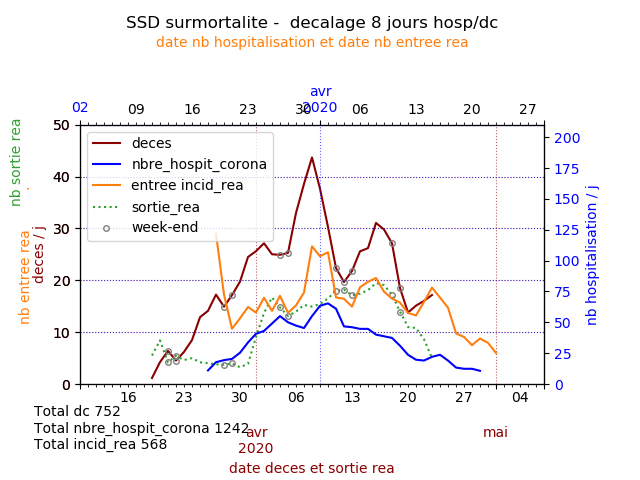 SSD surmortalite -  decalage 8 jours hosp/dc
date nb hospitalisation et date nb entree rea
avr
2020
02 09 16 23 30 06 13 20 27
deces
nbre_hospit_corona
entree incid_rea
sortie_rea
week-end
50
40
30
20
10
0
200
175
150
125
100
75
50
25
0
nb sortie rea
nb entree rea
deces / j
nb hospitalisation / j
16 23 30 06 13 20 27 04
Total dc 752
Total nbre_hospit_corona 1242
Total incid_rea 568
avr
2020
mai
date deces et sortie rea